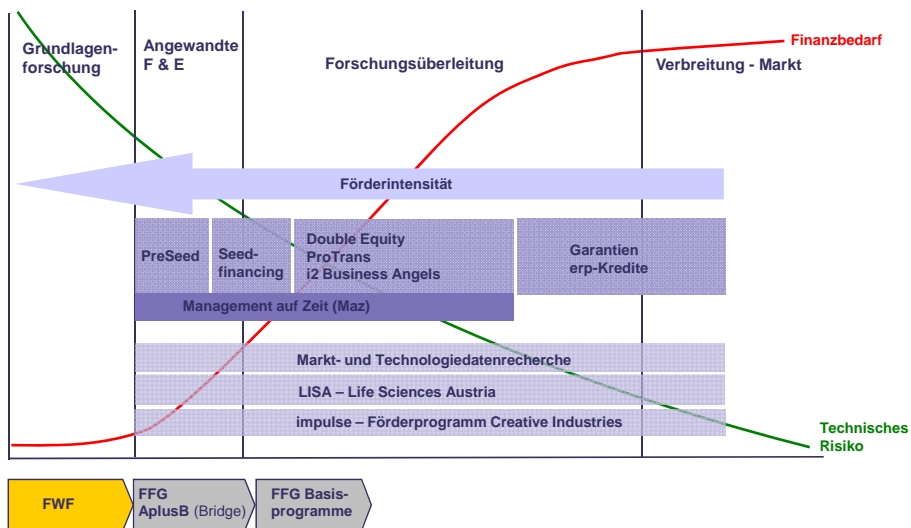 Grundlagen-
forschung
Angewandte
F & E
Forschungsüberleitung
Verbreitung - Markt
Finanzbedarf
Förderintensität
PreSeed
Seed-
financing
Double Equity
ProTrans
i2 Business Angels
Garantien
erp-Kredite
Management auf Zeit (Maz)
Markt- und Technologiedatenrecherche
LISA – Life Sciences Austria
impulse – Förderprogramm Creative Industries
Technisches
Risiko
FWF
FFG
AplusB (Bridge)
FFG Basis-
programme